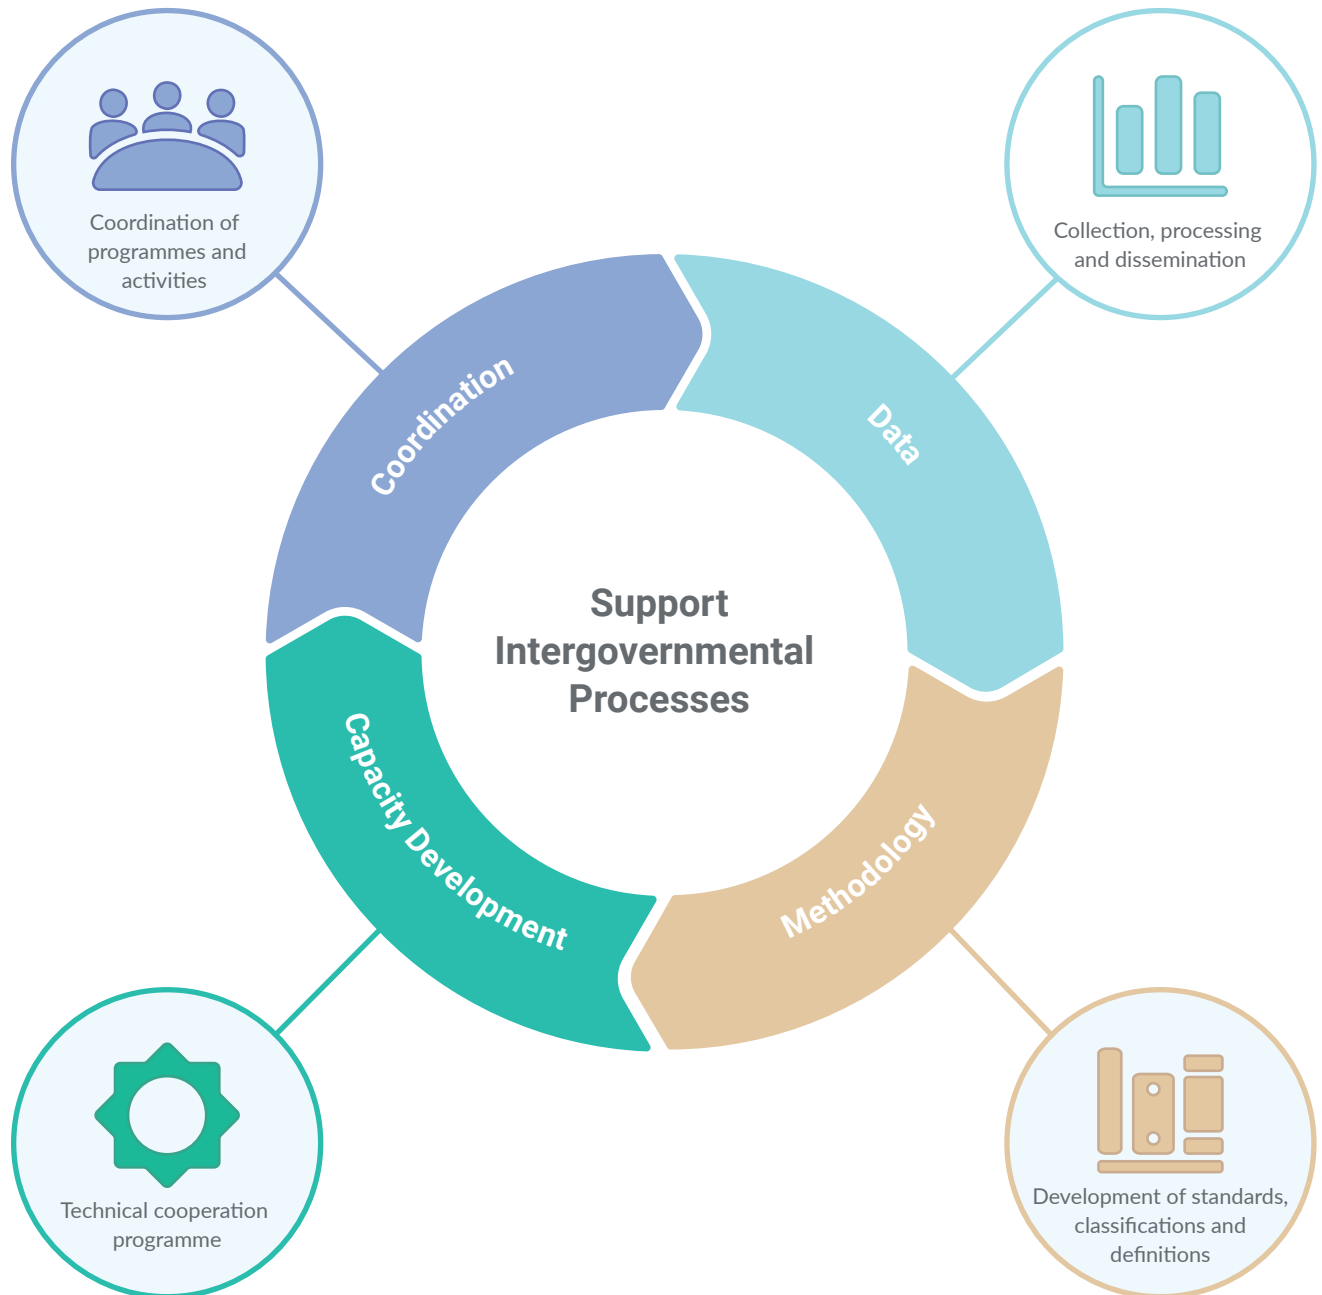 Coordination of
programmes and
activities
Collection, processing
and dissemination
Coordination
Data
Support
Intergovernmental
Processes
Capacity Development
Methodology
Technical cooperation
programme
Development of standards,
classifications and
definitions